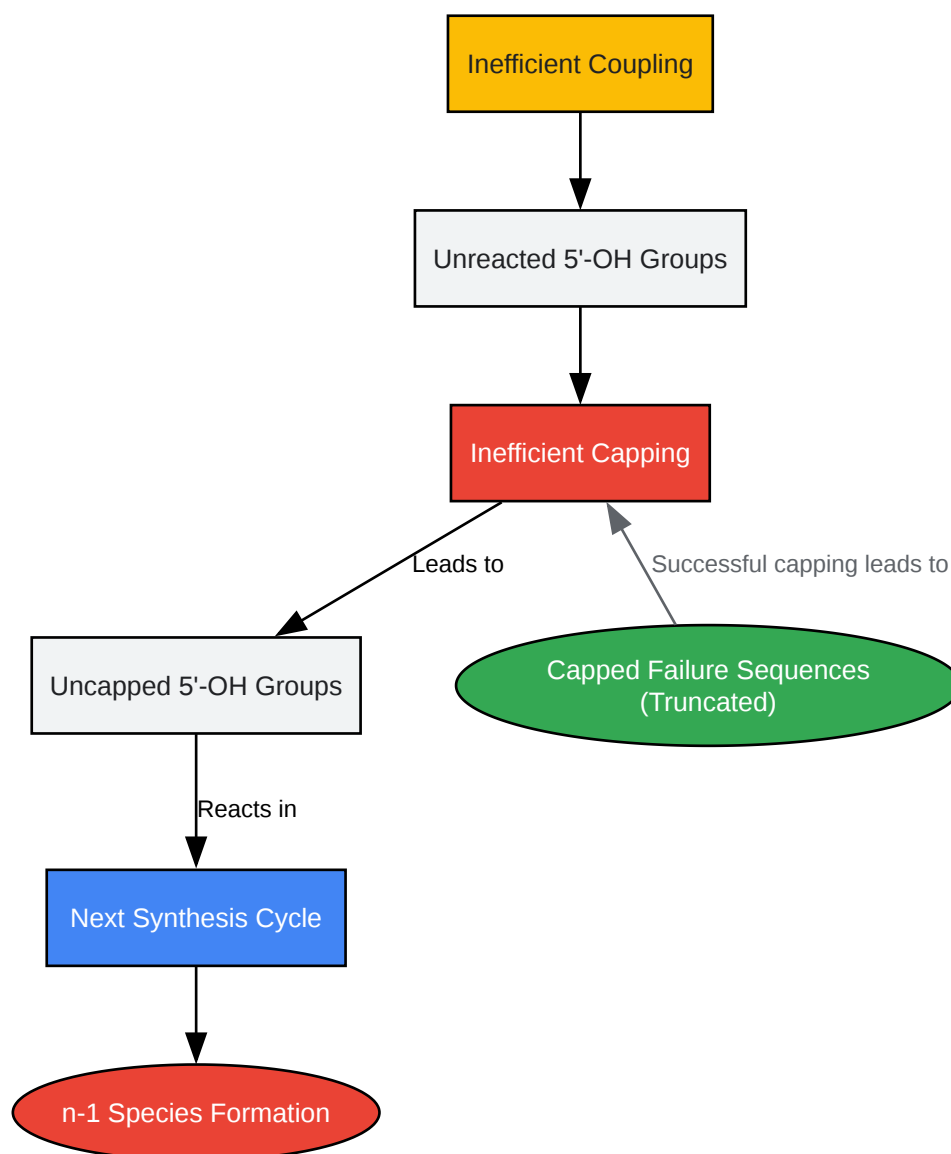 Inefficient Coupling
Unreacted 5'-OH Groups
Inefficient Capping
Leads to
Successful capping leads to
Uncapped 5'-OH Groups
Capped Failure Sequences
(Truncated)
Reacts in
Next Synthesis Cycle
n-1 Species Formation